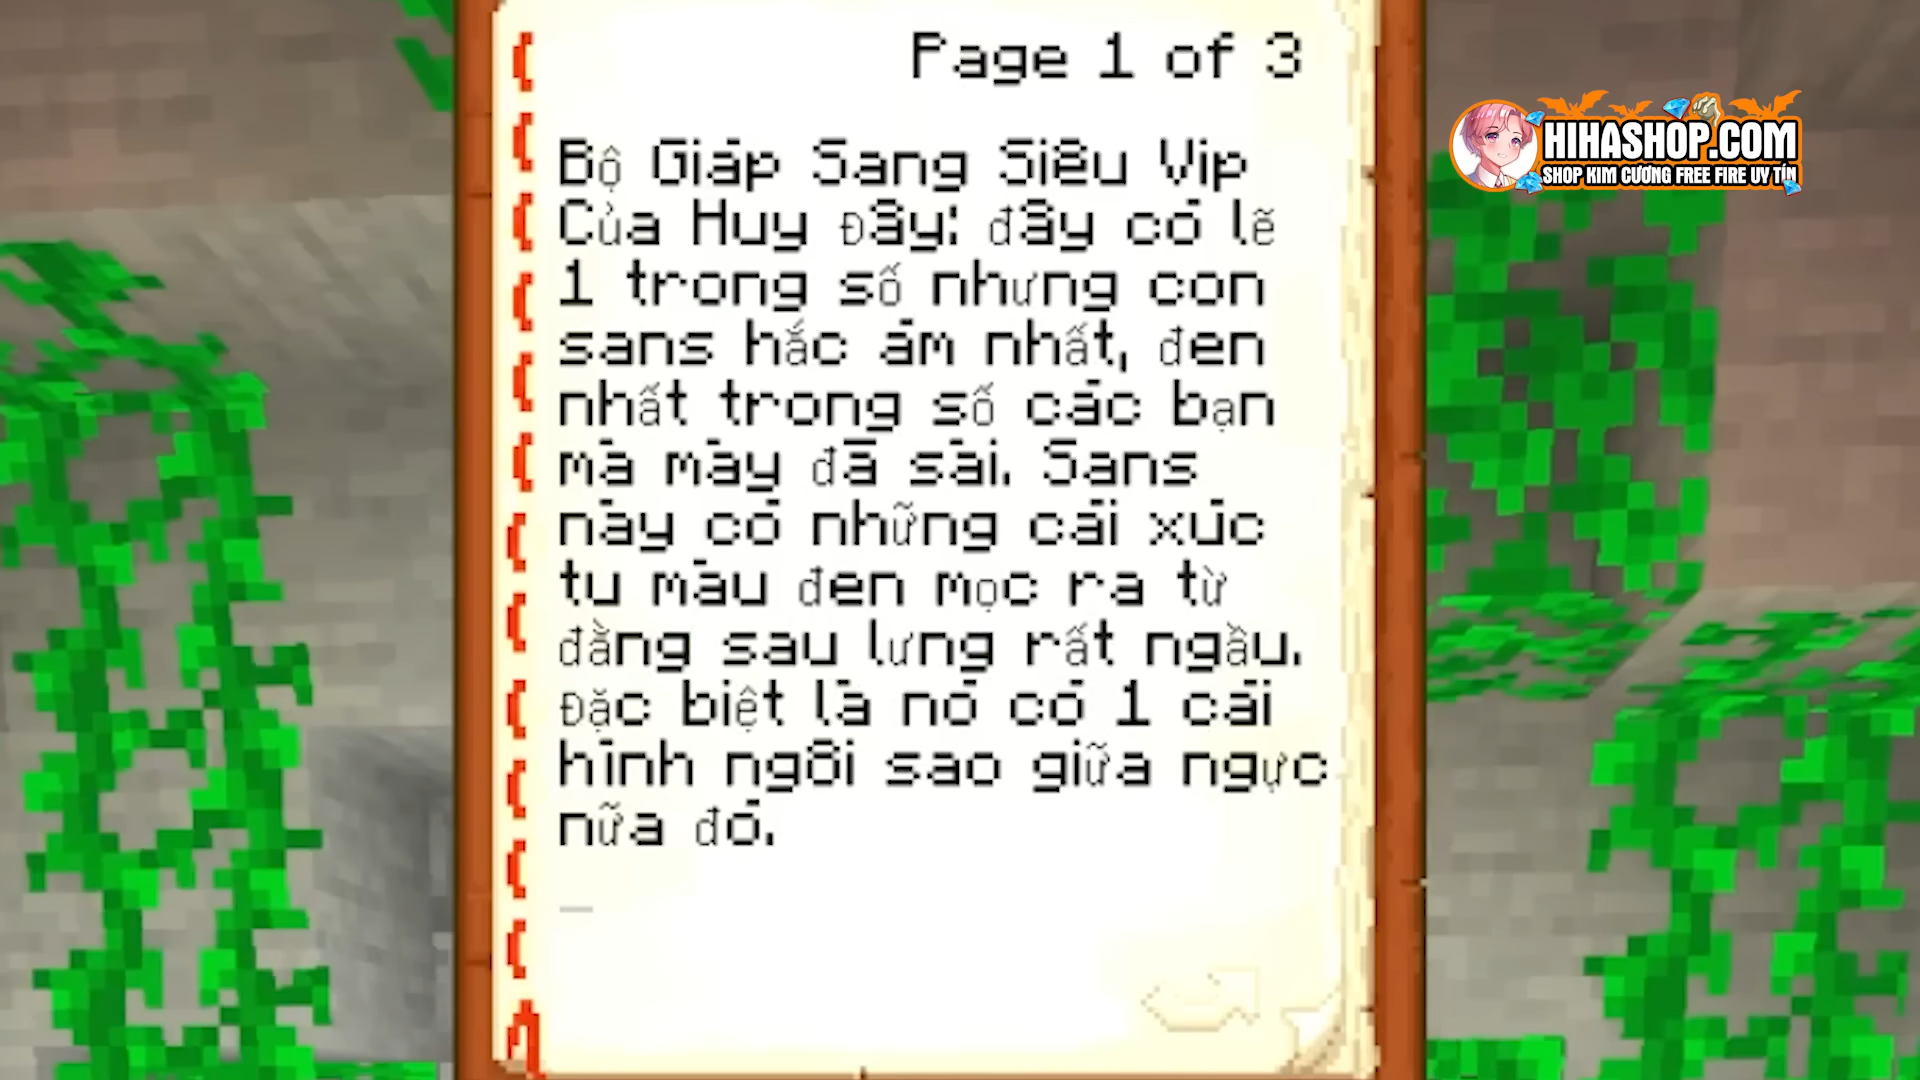 Page 1 of 3
Bộ Giáp Sang Siêu Vip
Của Huy Đây: đây có lẽ
1 trong số nhưng con
sans hắc ám nhất, đen
nhất trong số các bạn
mà mày đã sài. Sans
này có những cái xúc
tu màu đen mọc ra từ
đằng sau lưng rất ngầu.
Đặc biệt là nó có 1 cái
hình ngôi sao giữa ngực
nữa đó.
HIHASHOP.COM
SHOP KIM CƯƠNG FREE FIRE UY TÍN